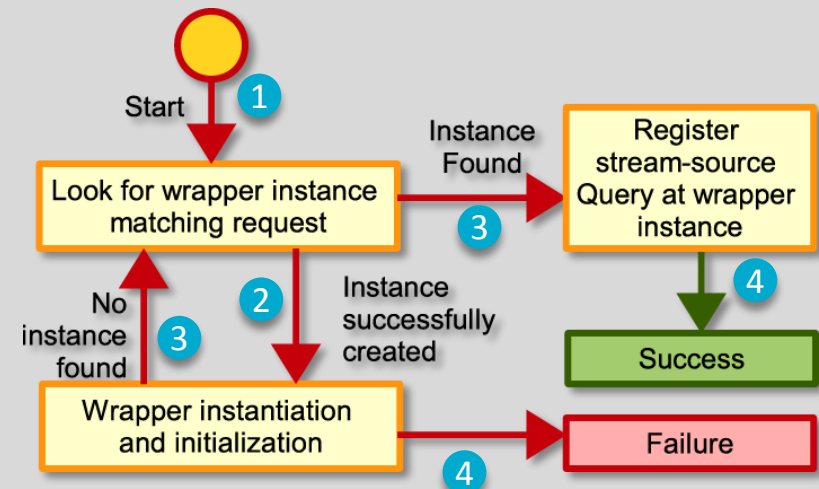 Start
1
Look for wrapper instance
matching request
Instance
Found
3
Register
stream-source
Query at wrapper
instance
No
instance
found
3
2
Instance
successfully
created
4
Success
Wrapper instantiation
and initialization
4
Failure